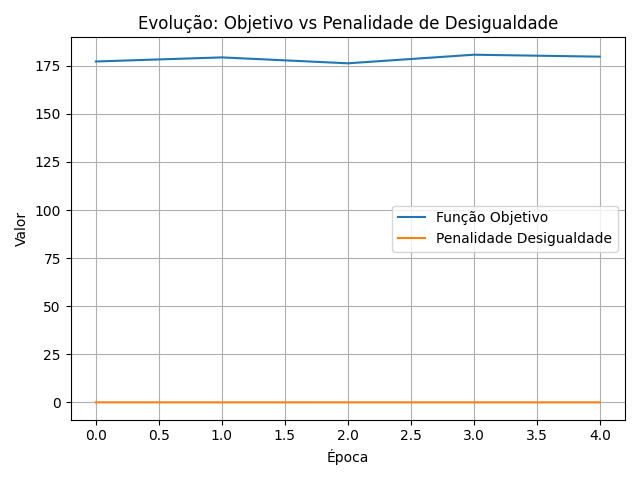 Evolução: Objetivo vs Penalidade de Desigualdade
175
150
125
100
75
50
25
0
Valor
Função Objetivo
Penalidade Desigualdade
0.0 0.5 1.0 1.5 2.0 2.5 3.0 3.5 4.0
Época